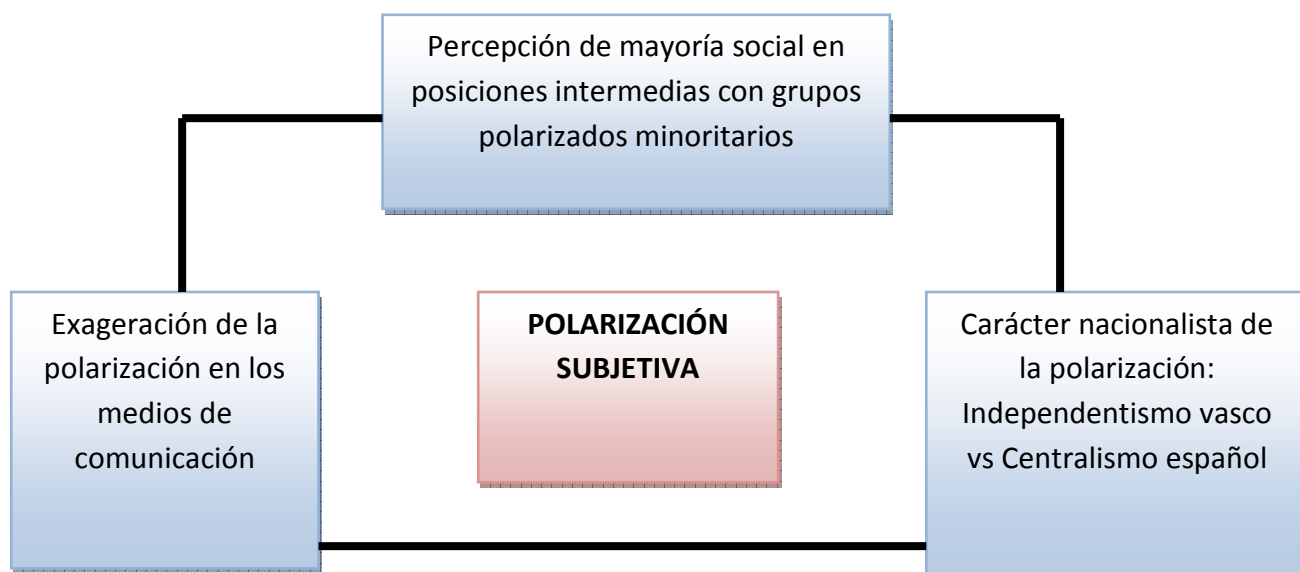 Percepción de mayoría social en
posiciones intermedias con grupos
polarizados minoritarios
Exageración de la
polarización en los
medios de
comunicación
POLARIZACIÓN
SUBJETIVA
Carácter nacionalista de
la polarización:
Independentismo vasco
vs Centralismo español